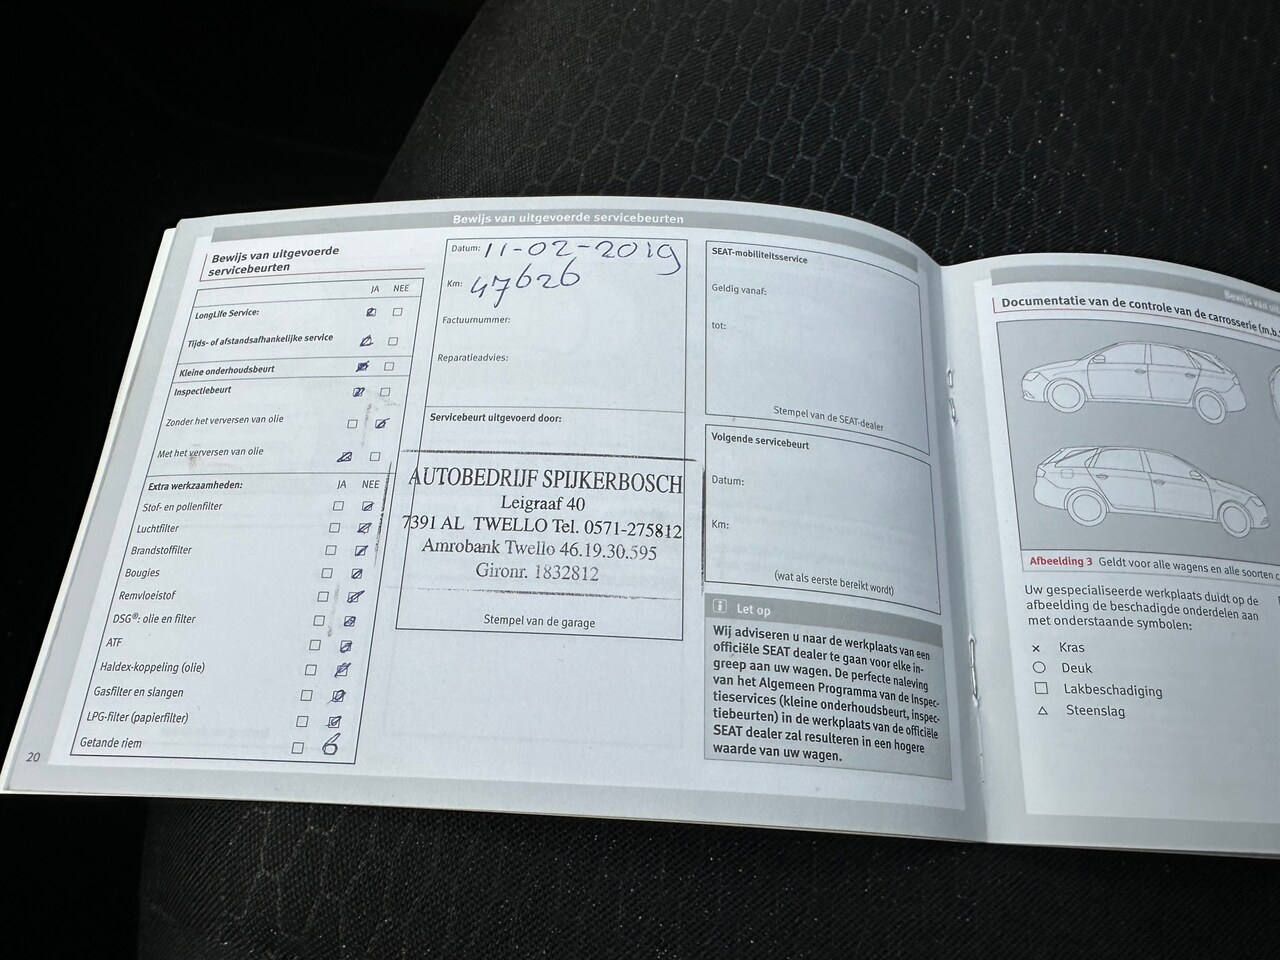 Bewijs van uitgevoerde servicebeurten
Bewijs van uitgevoerde
servicebeurten
JA NEE
LongLife Service:
Tijds- of afstandsafhankelijke service
Kleine onderhoudsbeurt
Inspectiebeurt
Zonder het verversen van olie
Met het verversen van olie
Extra werkzaamheden: JA NEE
Stof- en pollenfilter
Luchtfilter
Brandstoffilter
Bougies
Remvloeistof
DSG®: olie en filter
ATF
Haldex-koppeling (olie)
Gasfilter en slangen
LPG-filter (papierfilter)
Getande riem
20
Datum: 11-02-2019
Km: 47626
Factuurnummer:
Reparatieadvies:
Servicebeurt uitgevoerd door:
AUTOBEDRIJF SPIJKERBOSCH
Leigraaf 40
7391 AL TWELLO Tel. 0571-275812
Amrobank Twello 46.19.30.595
Gironr. 1832812
Stempel van de garage
SEAT-mobiliteitsservice
Geldig vanaf:
tot:
Stempel van de SEAT-dealer
Volgende servicebeurt
Datum:
Km:
(wat als eerste bereikt wordt)
i Let op
Wij adviseren u naar de werkplaats van een
officiële SEAT dealer te gaan voor elke in-
greep aan uw wagen. De perfecte naleving
van het Algemeen Programma van de Inspec-
tieservices (kleine onderhoudsbeurt, inspec-
tiebeurten) in de werkplaats van de officiële
SEAT dealer zal resulteren in een hogere
waarde van uw wagen.
Bewijs van
Documentatie van de controle van de carrosserie (m.b.
Afbeelding 3 Geldt voor alle wagens en alle soorten
Uw gespecialiseerde werkplaats duidt op de
afbeelding de beschadigde onderdelen aan
met onderstaande symbolen:
Kras
Deuk
Lakbeschadiging
Steenslag